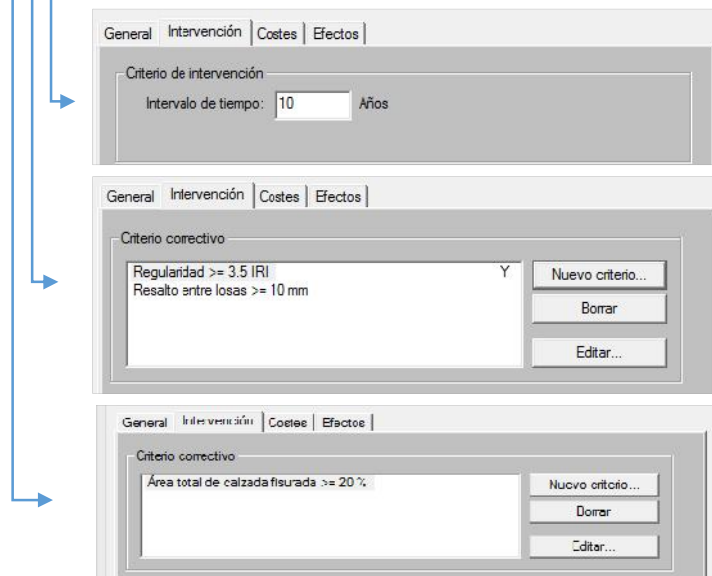 General Intervención Costes Efectos
Criterio de intervención
Intervalo de tiempo: 10 Años
General Intervención Costes Efectos
Criterio correctivo
Regularidad >= 3.5 IRI Y
Resalto entre losas >= 10 mm
Nuevo criterio...
Borrar
Editar...
General Intervención Costes Efectos
Criterio correctivo
Área total de calzada fisurada >= 20 %
Nuevo criterio...
Borrar
Editar...